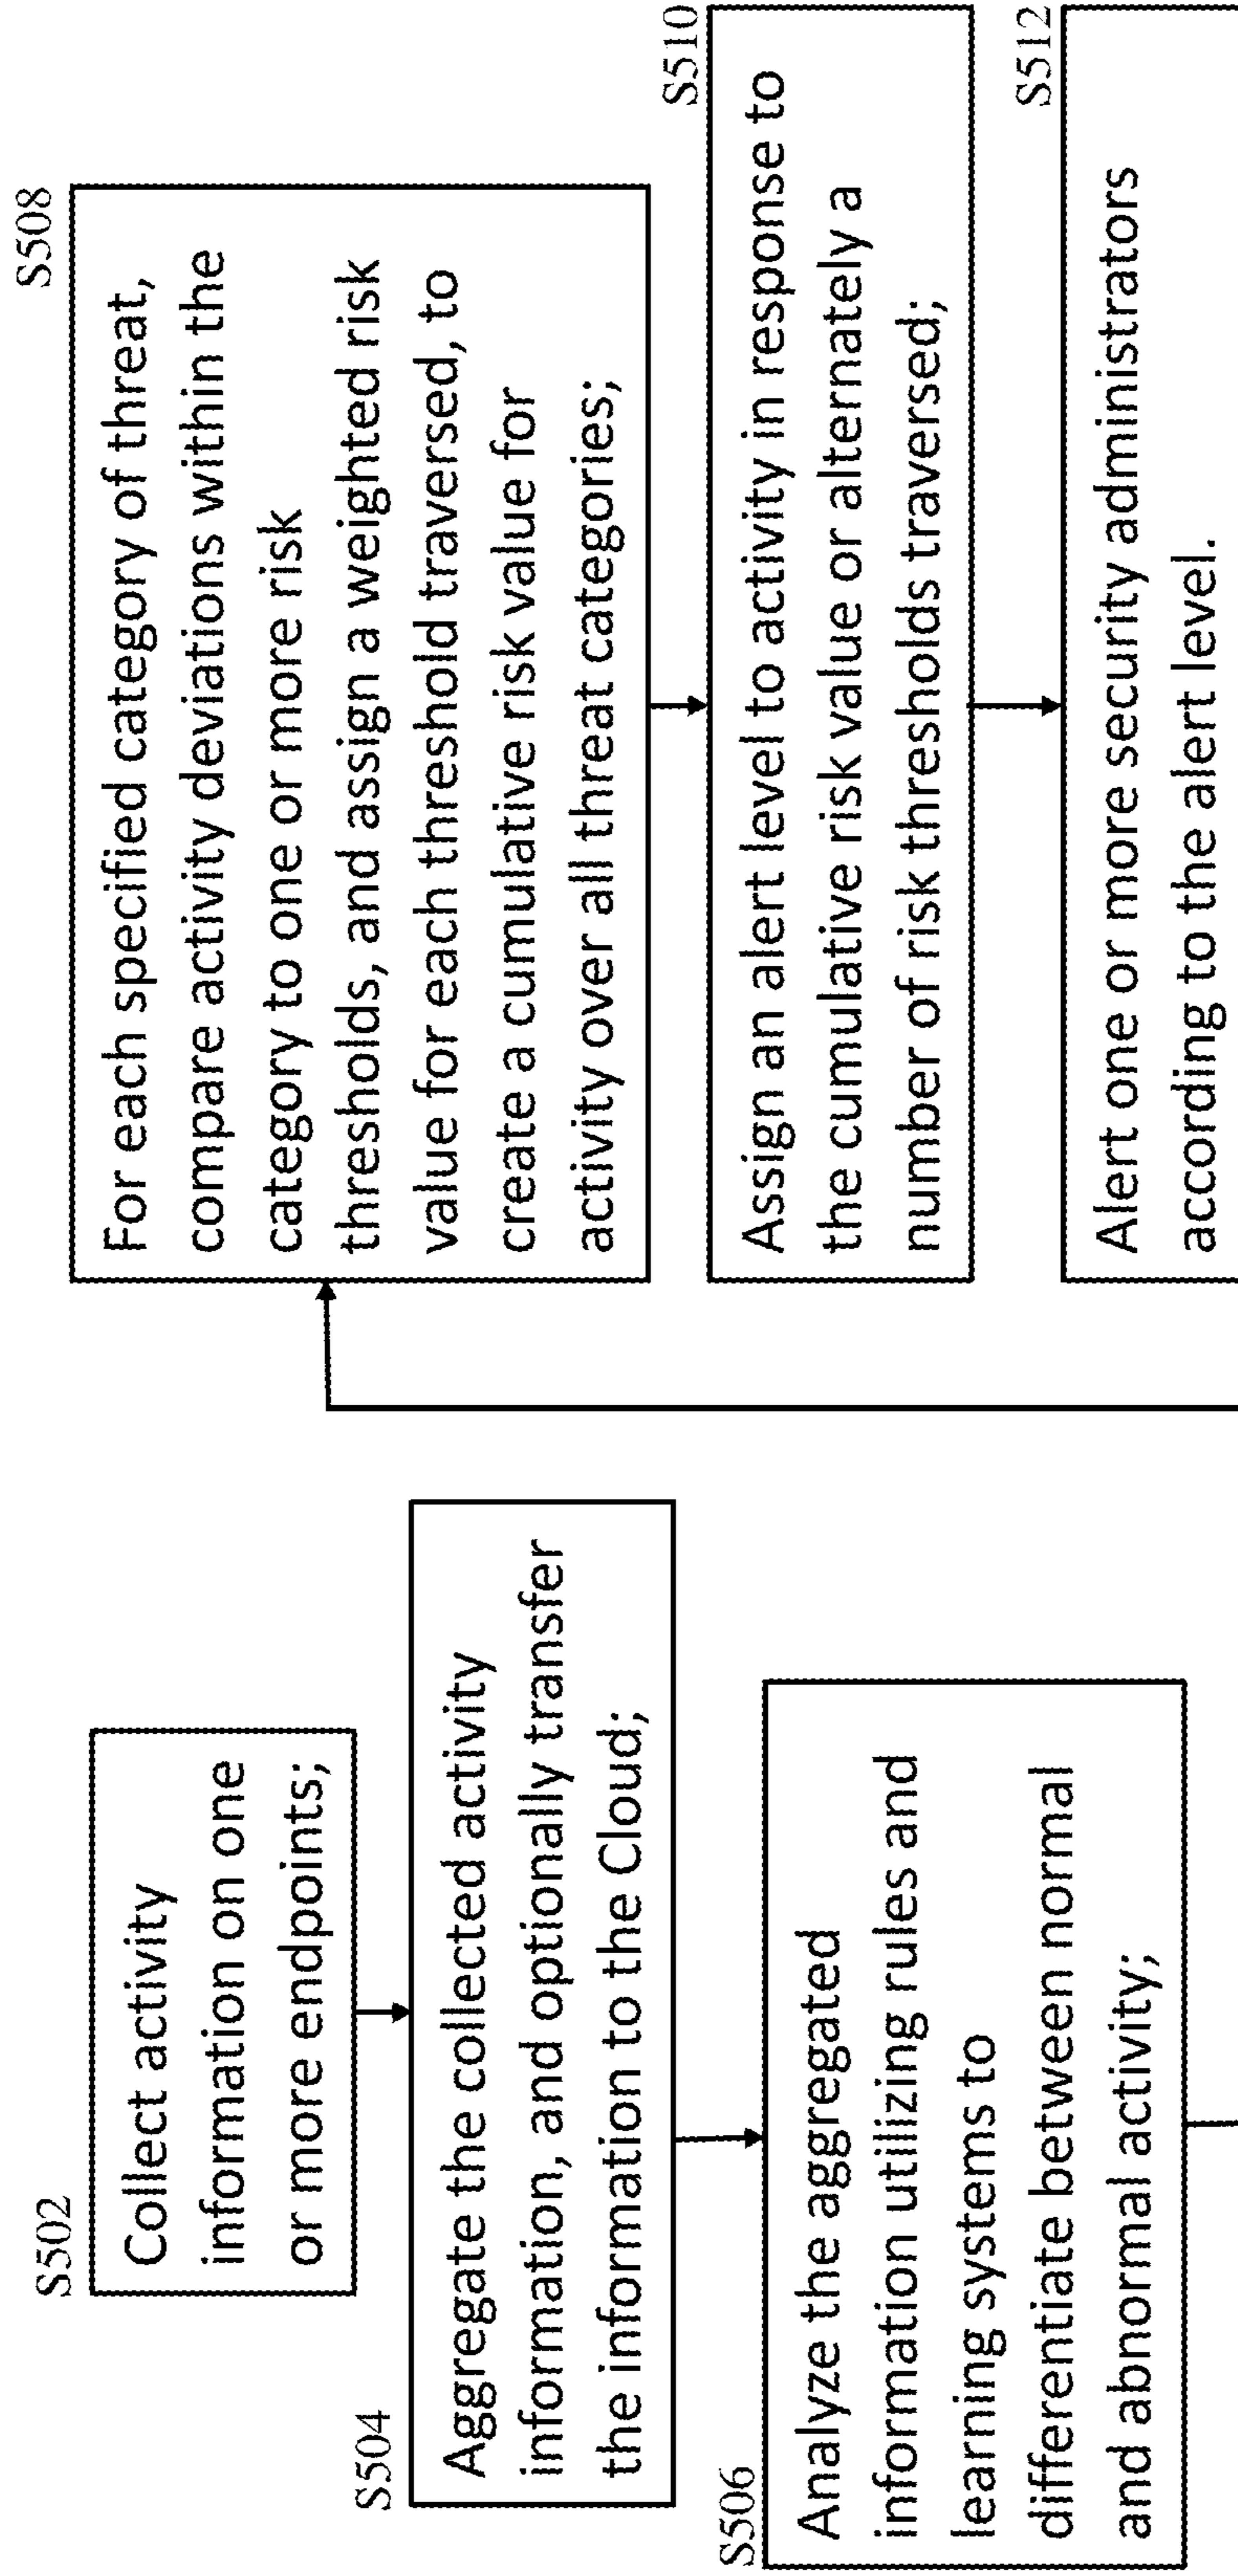 S502
Collect activity
information on one
or more endpoints;
S504
Aggregate the collected activity
information, and optionally transfer
the information to the Cloud;
S506
Analyze the aggregated
information utilizing rules and
learning systems to
differentiate between normal
and abnormal activity;
S508
For each specified category of threat,
compare activity deviations within the
category to one or more risk
thresholds, and assign a weighted risk
value for each threshold traversed, to
create a cumulative risk value for
activity over all threat categories;
S510
Assign an alert level to activity in response to
the cumulative risk value or alternately a
number of risk thresholds traversed;
S512
Alert one or more security administrators
according to the alert level.